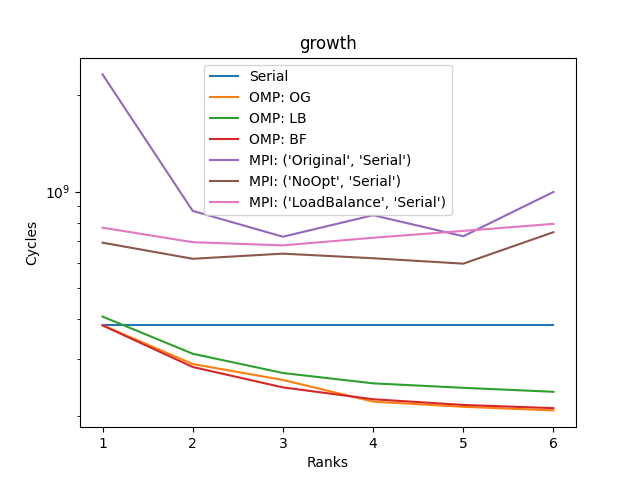 growth
Serial
OMP: OG
OMP: LB
OMP: BF
MPI: ('Original', 'Serial')
MPI: ('NoOpt', 'Serial')
MPI: ('LoadBalance', 'Serial')
10⁹
Cycles
1 2 3 4 5 6
Ranks